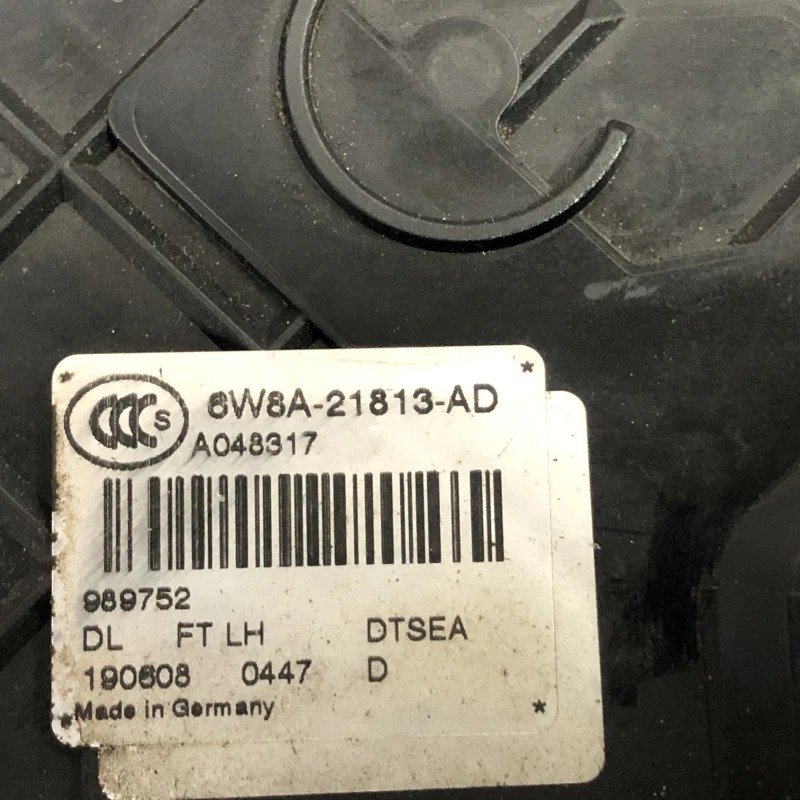 CCC S 6W8A-21813-AD
A048317
989752
DL FT LH DTSEA
190608 0447 D
*Made in Germany *